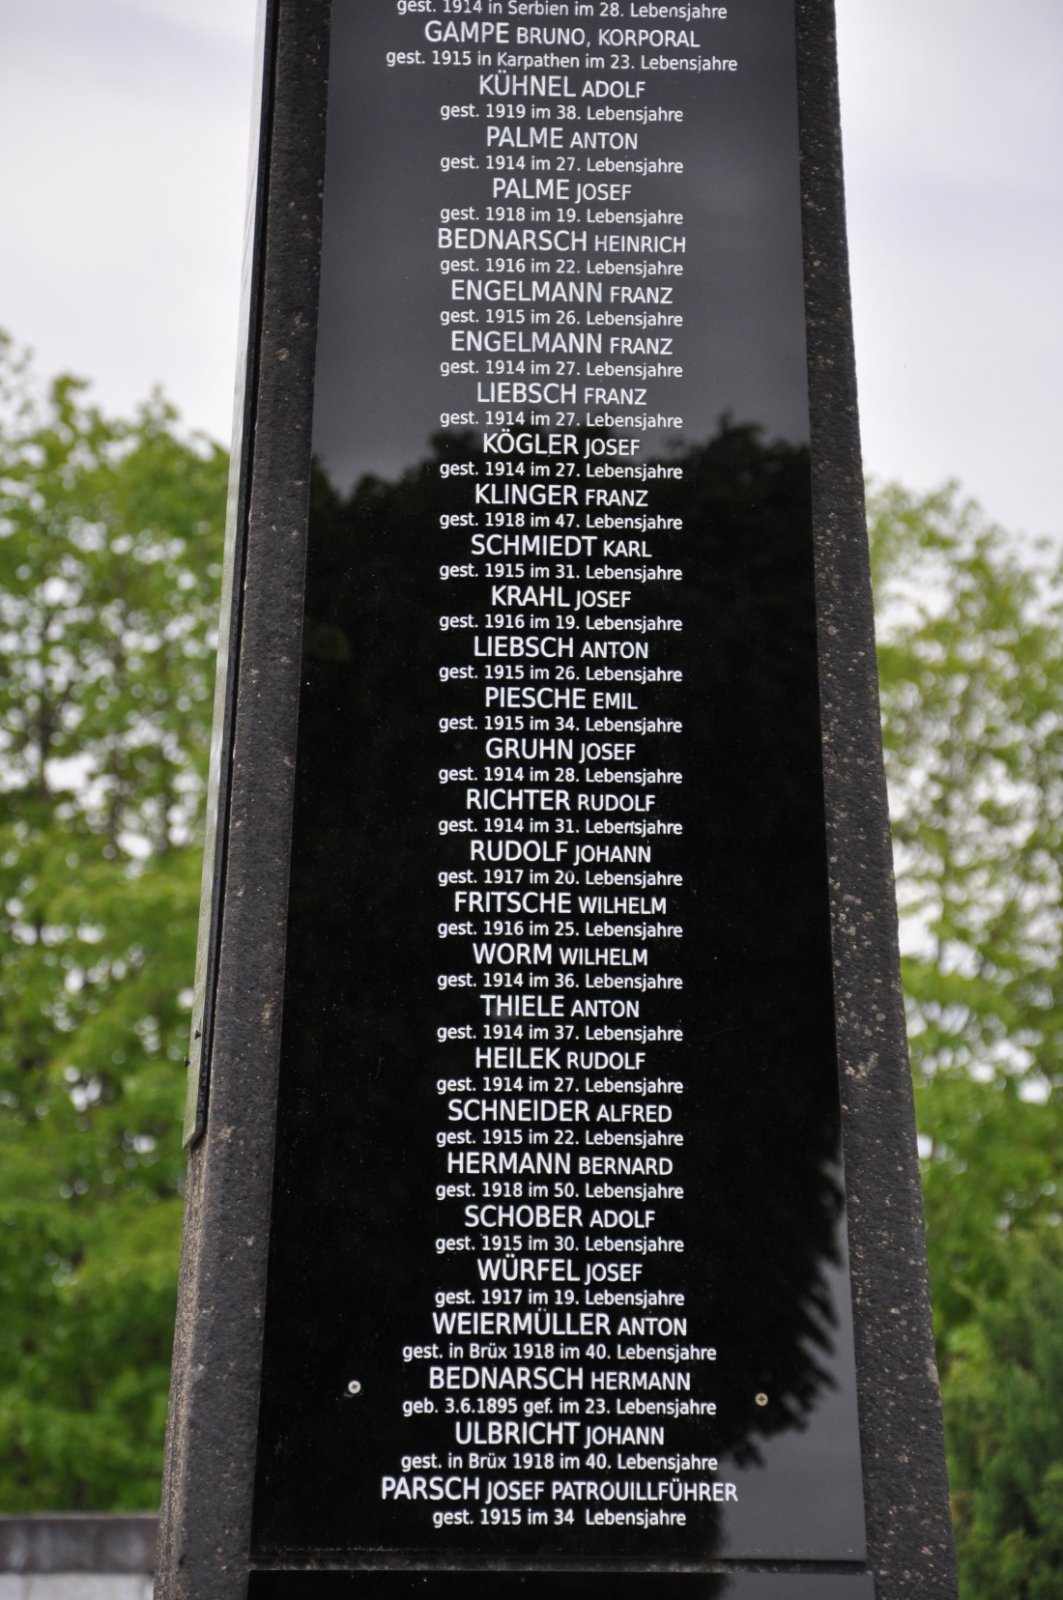 gest. 1914 in Serbien im 28. Lebensjahre
GAMPE BRUNO, KORPORAL
gest. 1915 in Karpathen im 23. Lebensjahre
KÜHNEL ADOLF
gest. 1919 im 38. Lebensjahre
PALME ANTON
gest. 1914 im 27. Lebensjahre
PALME JOSEF
gest. 1918 im 19. Lebensjahre
BEDNARSCH HEINRICH
gest. 1916 im 22. Lebensjahre
ENGELMANN FRANZ
gest. 1915 im 26. Lebensjahre
ENGELMANN FRANZ
gest. 1914 im 27. Lebensjahre
LIEBSCH FRANZ
gest. 1914 im 27. Lebensjahre
KÖGLER JOSEF
gest. 1914 im 27. Lebensjahre
KLINGER FRANZ
gest. 1918 im 47. Lebensjahre
SCHMIEDT KARL
gest. 1915 im 31. Lebensjahre
KRAHL JOSEF
gest. 1916 im 19. Lebensjahre
LIEBSCH ANTON
gest. 1915 im 26. Lebensjahre
PIESCHE EMIL
gest. 1915 im 34. Lebensjahre
GRUHN JOSEF
gest. 1914 im 28. Lebensjahre
RICHTER RUDOLF
gest. 1914 im 31. Lebensjahre
RUDOLF JOHANN
gest. 1917 im 20. Lebensjahre
FRITSCHE WILHELM
gest. 1916 im 25. Lebensjahre
WORM WILHELM
gest. 1914 im 36. Lebensjahre
THIELE ANTON
gest. 1914 im 37. Lebensjahre
HEILEK RUDOLF
gest. 1914 im 27. Lebensjahre
SCHNEIDER ALFRED
gest. 1915 im 22. Lebensjahre
HERMANN BERNARD
gest. 1918 im 50. Lebensjahre
SCHOBER ADOLF
gest. 1915 im 30. Lebensjahre
WÜRFEL JOSEF
gest. 1917 im 19. Lebensjahre
WEIERMÜLLER ANTON
gest. in Brüx 1918 im 40. Lebensjahre
BEDNARSCH HERMANN
geb. 3.6.1895 gef. im 23. Lebensjahre
ULBRICHT JOHANN
gest. in Brüx 1918 im 40. Lebensjahre
PARSCH JOSEF PATROUILLFÜHRER
gest. 1915 im 34 Lebensjahre